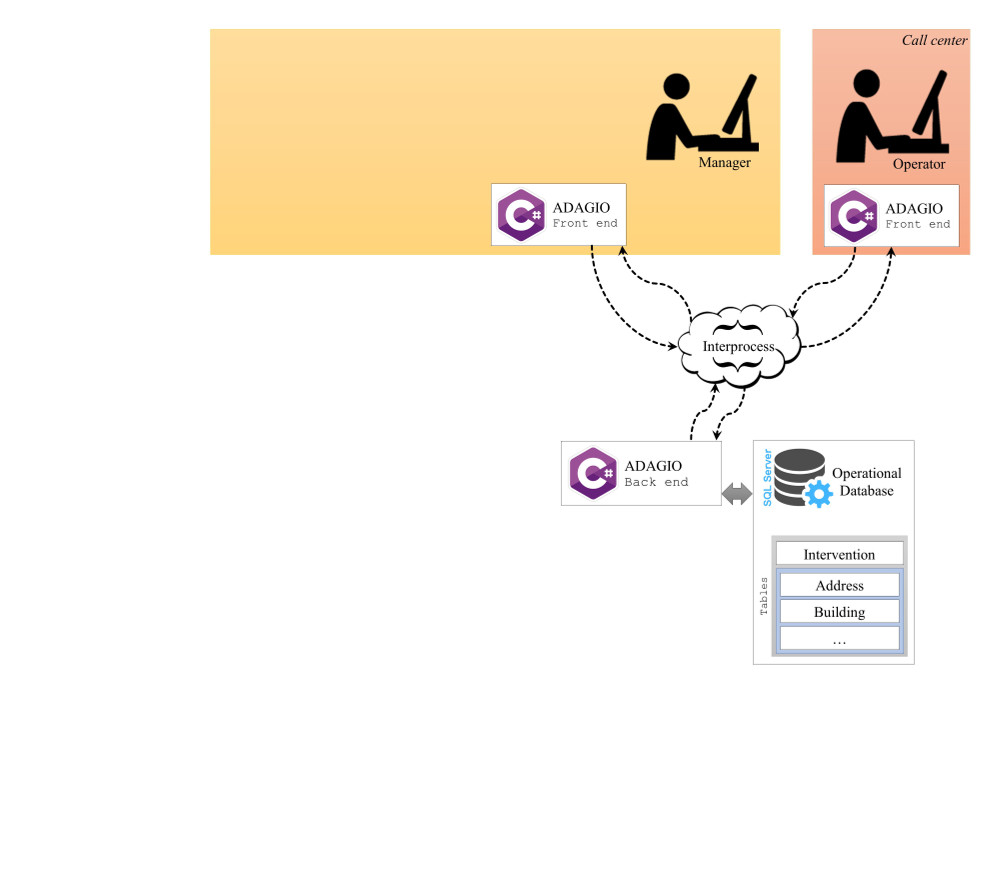 Call center
Manager
Operator
ADAGIO
Front end
ADAGIO
Front end
Interprocess
ADAGIO
Back end
SQL Server
Operational
Database
Tables
Intervention
Address
Building
…